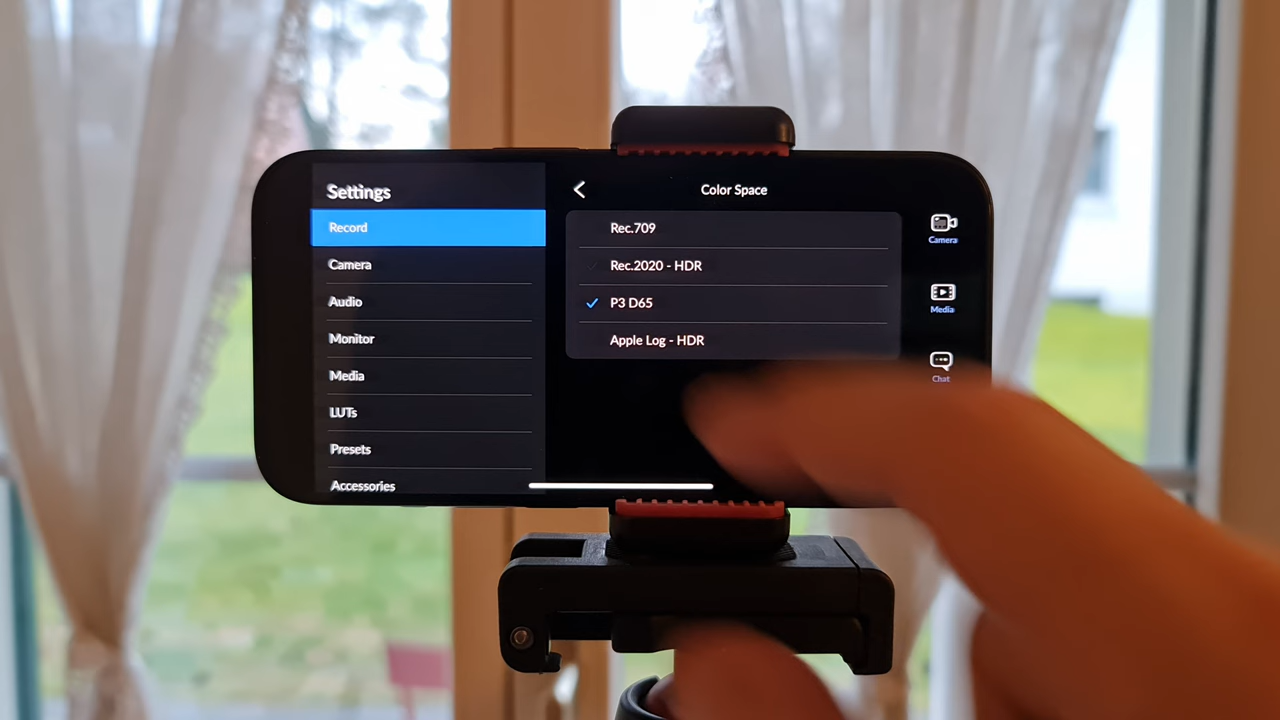 Settings
Record
Camera
Audio
Monitor
Media
LUTs
Presets
Accessories
Color Space
Rec.709
Rec.2020 - HDR
P3 D65
Apple Log - HDR
Camera
Media
Chat